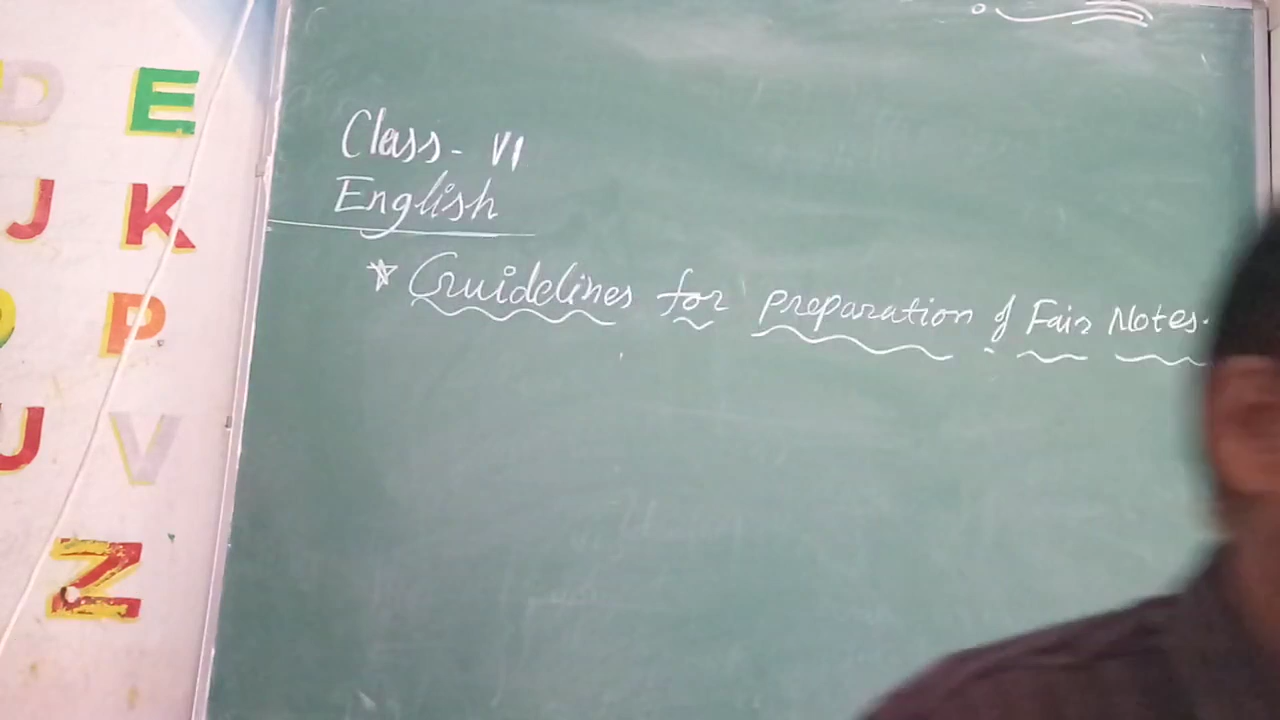 D E
J K
P
U V
Z
Class - VI
English
* Guidelines for preparation of Fair Notes.